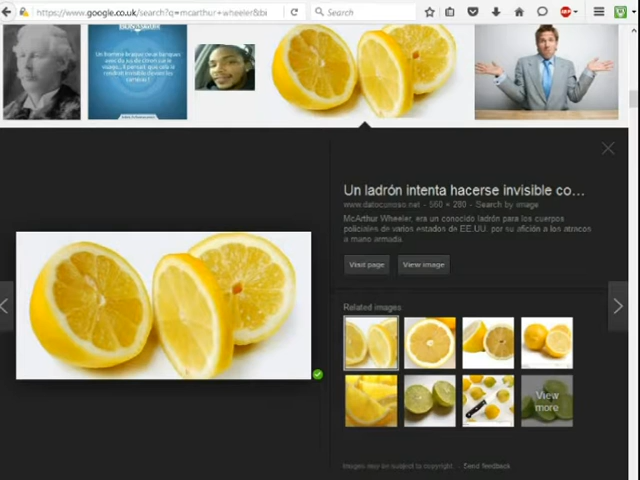 https://www.google.co.uk/search?q=mcarthur+wheeler&bi
Search
Un ladrón intenta hacerse invisible co...
www.datocurioso.net - 560 × 280 - Search by image
McArthur Wheeler, era un conocido ladrón para los cuerpos
policiales de varios estados de EE.UU. por su afición a los atracos
a mano armada.
Visit page
View image
Related images:
View
more
Images may be subject to copyright. - Send feedback